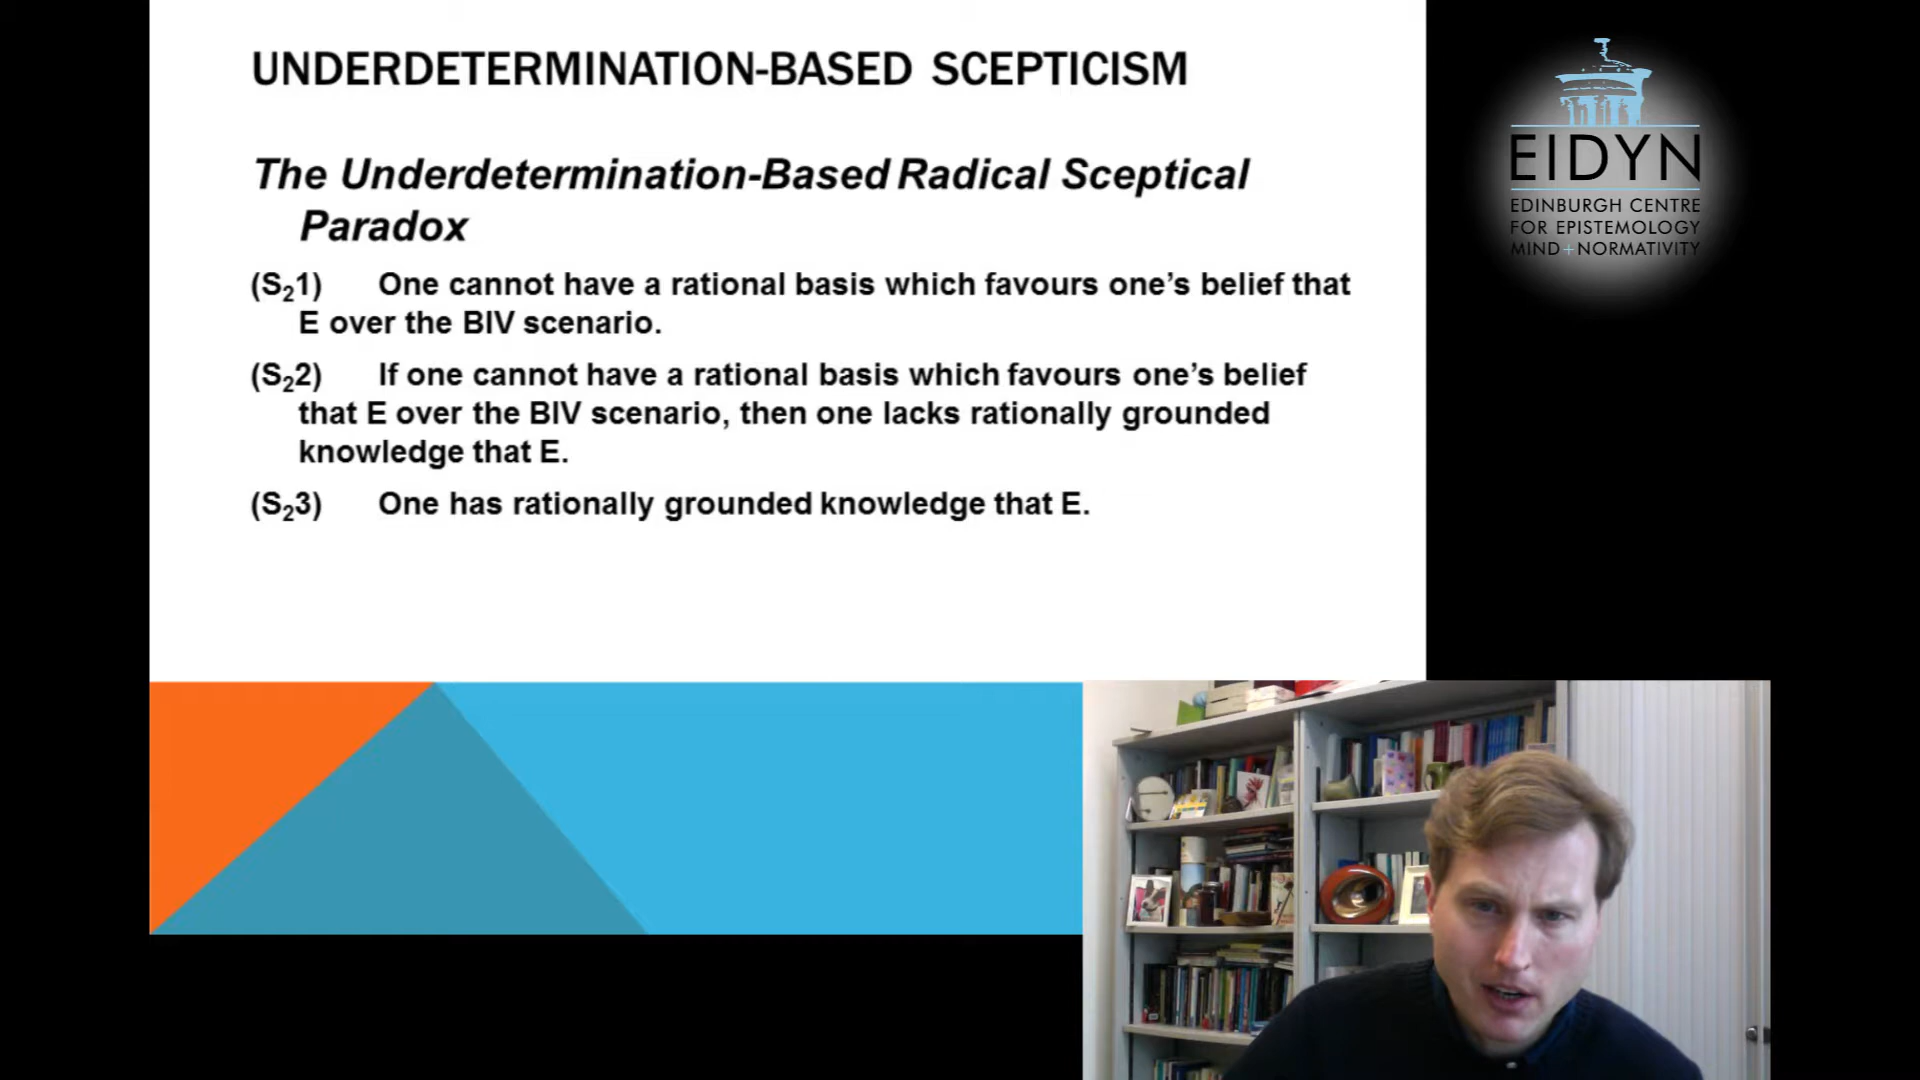 UNDERDETERMINATION-BASED SCEPTICISM
The Underdetermination-Based Radical Sceptical
Paradox
(S₂1) One cannot have a rational basis which favours one's belief that
E over the BIV scenario.
(S₂2) If one cannot have a rational basis which favours one's belief
that E over the BIV scenario, then one lacks rationally grounded
knowledge that E.
(S₂3) One has rationally grounded knowledge that E.
EIDYN
EDINBURGH CENTRE
FOR EPISTEMOLOGY
MIND+NORMATIVITY